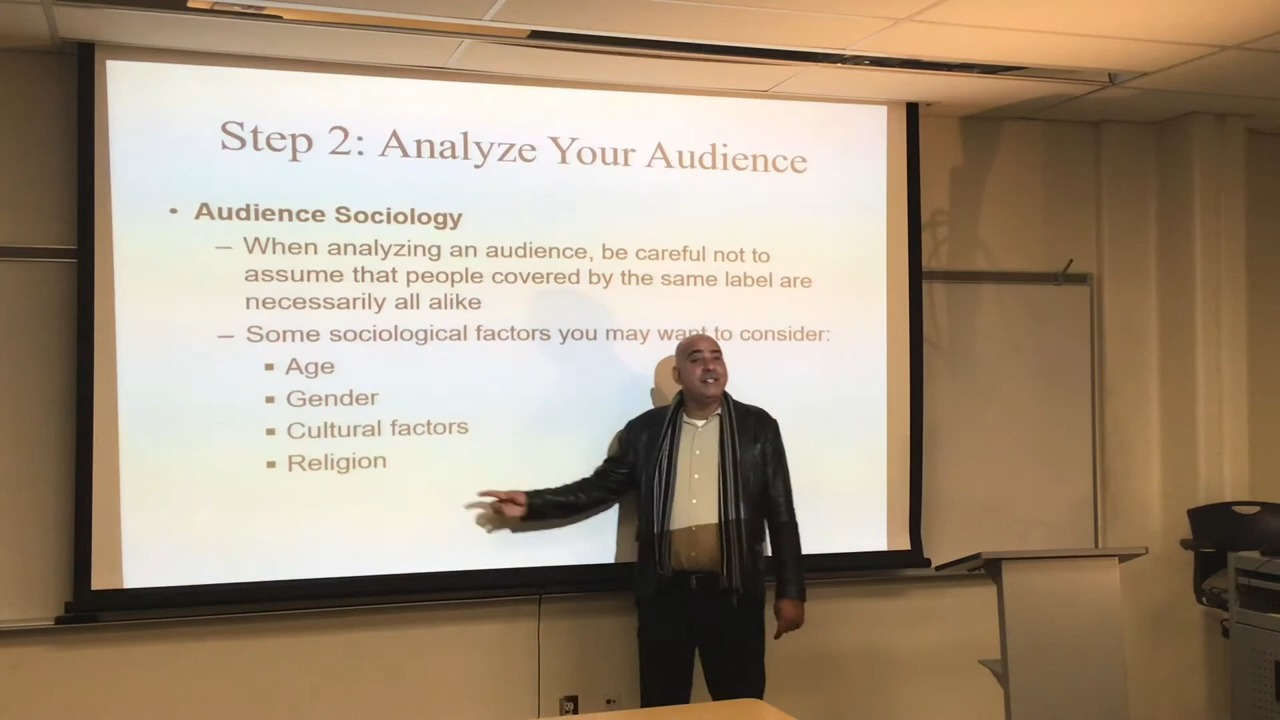 Step 2: Analyze Your Audience
• Audience Sociology
– When analyzing an audience, be careful not to
assume that people covered by the same label are
necessarily all alike
– Some sociological factors you may want to consider:
▪ Age
▪ Gender
▪ Cultural factors
▪ Religion